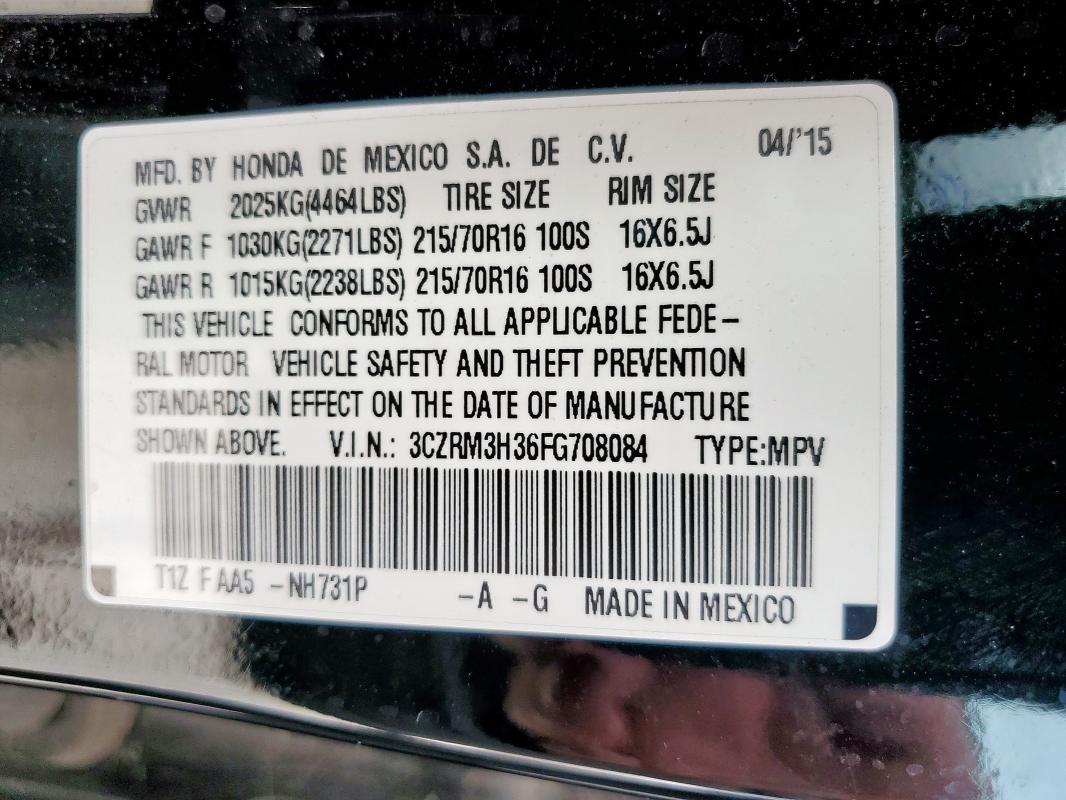 MFD. BY HONDA DE MEXICO S.A. DE C.V. 04/'15
GVWR 2025KG(4464LBS) TIRE SIZE RIM SIZE
GAWR F 1030KG(2271LBS) 215/70R16 100S 16X6.5J
GAWR R 1015KG(2238LBS) 215/70R16 100S 16X6.5J
THIS VEHICLE CONFORMS TO ALL APPLICABLE FEDE-
RAL MOTOR VEHICLE SAFETY AND THEFT PREVENTION
STANDARDS IN EFFECT ON THE DATE OF MANUFACTURE
SHOWN ABOVE. V.I.N.: 3CZRM3H36FG708084 TYPE:MPV
T1Z F AA5 -NH731P -A -G MADE IN MEXICO